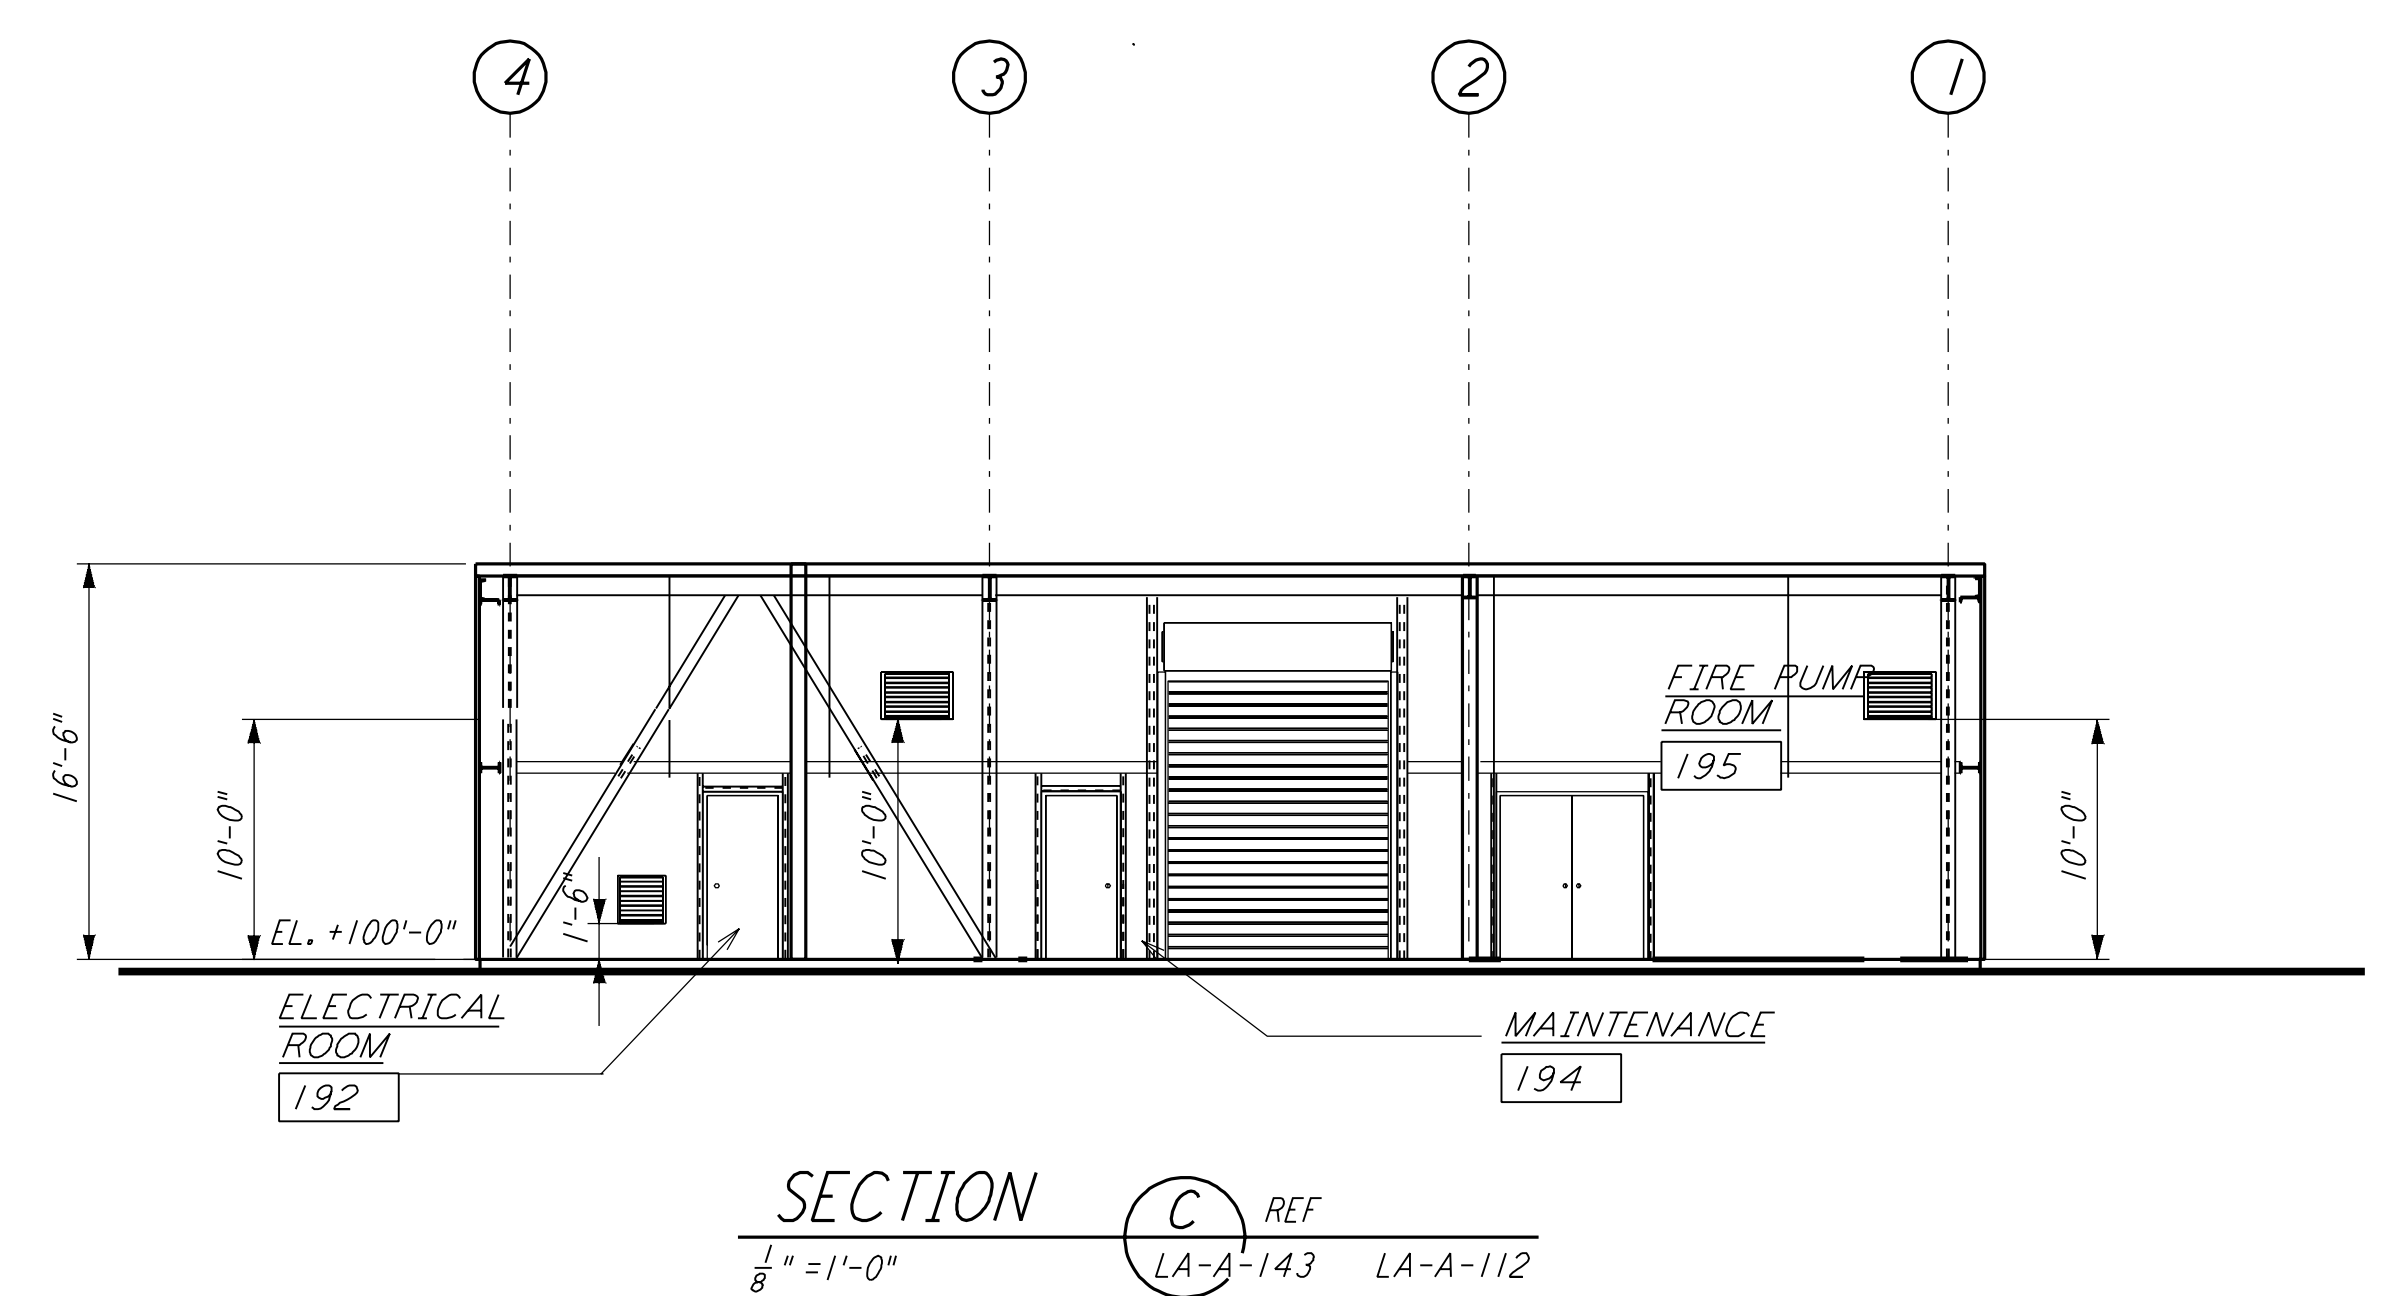 4 3 2 1
FIRE PUMP
ROOM
195
16'-6"
10'-0"
10'-0"
10'-0"
1'-6"
EL. +100'-0"
ELECTRICAL
ROOM
192
MAINTENANCE
194
SECTION C REF
1/8" =1'-0" LA-A-143 LA-A-112